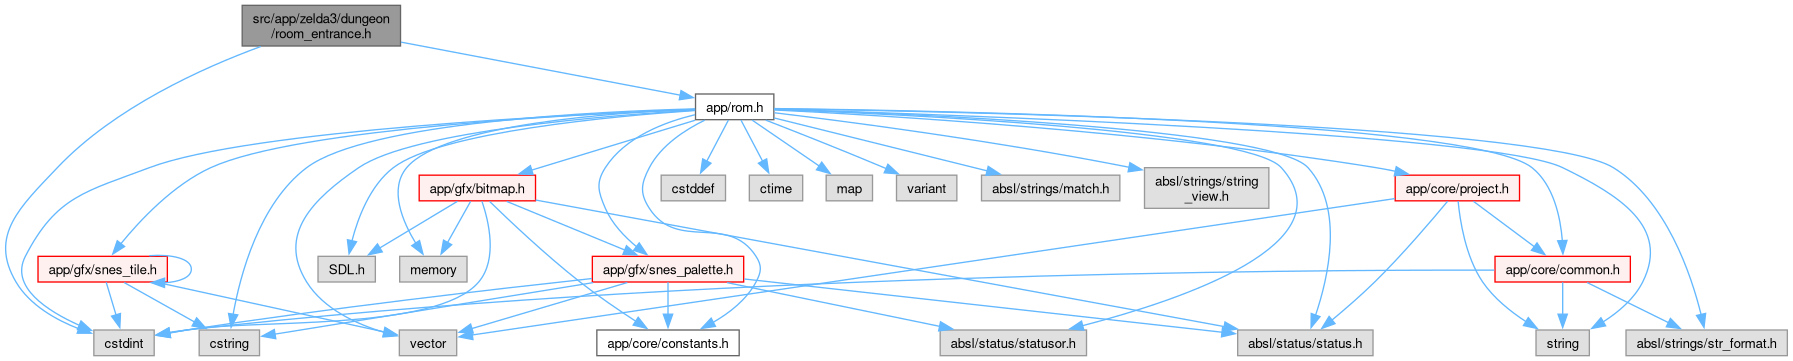 src/app/zelda3/dungeon
/room_entrance.h
app/rom.h
app/gfx/bitmap.h
cstddef
ctime
map
variant
absl/strings/match.h
absl/strings/string
_view.h
app/core/project.h
app/gfx/snes_tile.h
SDL.h
memory
app/gfx/snes_palette.h
app/core/common.h
cstdint
cstring
vector
app/core/constants.h
absl/status/statusor.h
absl/status/status.h
string
absl/strings/str_format.h